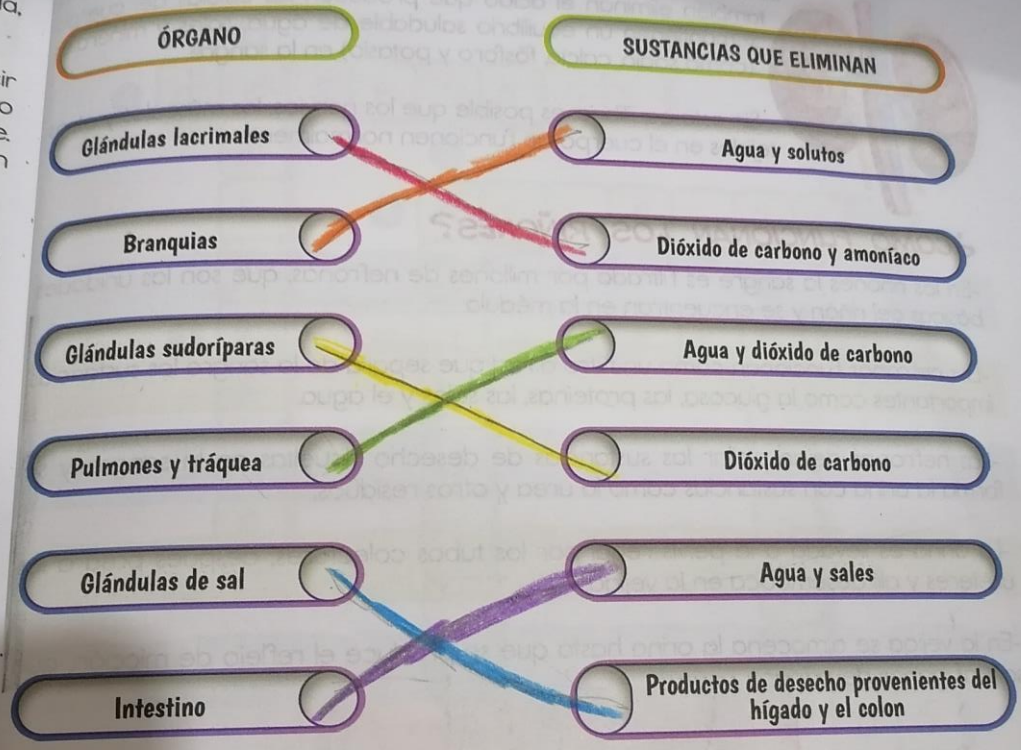 ÓRGANO
SUSTANCIAS QUE ELIMINAN
Glándulas lacrimales
Agua y solutos
Branquias
Dióxido de carbono y amoníaco
Glándulas sudoríparas
Agua y dióxido de carbono
Pulmones y tráquea
Dióxido de carbono
Glándulas de sal
Agua y sales
Intestino
Productos de desecho provenientes del
hígado y el colon